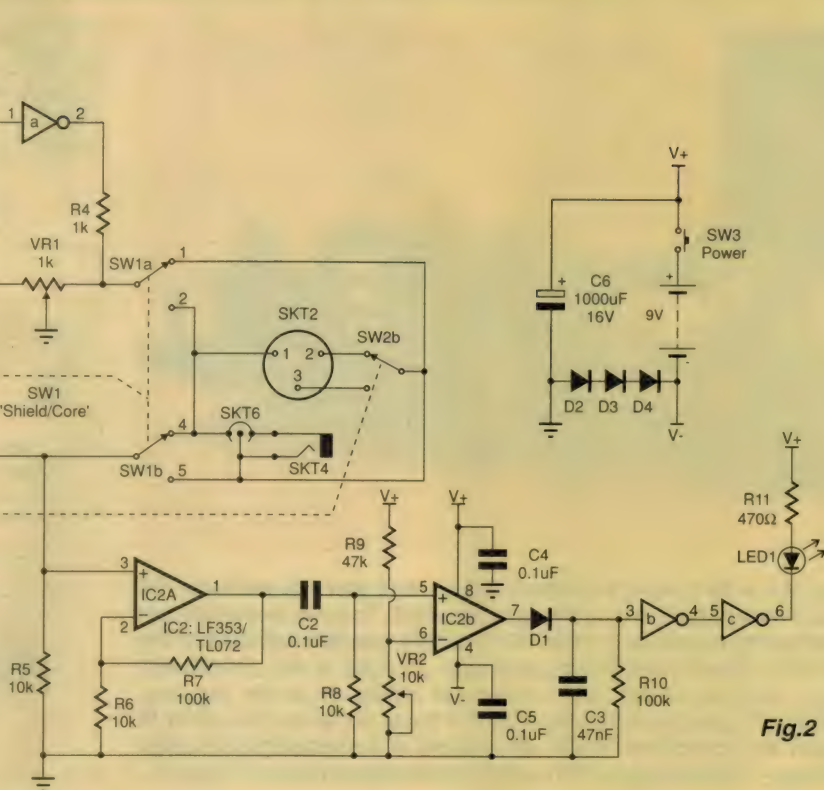 1 a 2
R4
1k
VR1
1k
SW1a
1
2
SKT2
1 2
3
SW2b
SW1
'Shield/Core'
SKT6
4
SKT4
SW1b
5
V+
SW3
Power
+
C6
1000uF
16V
+
9V
-
D2 D3 D4
V-
V+
R11
470Ω
LED1
V+
V+
R9
47k
C4
0.1uF
3
+
IC2A
1
–
2
IC2: LF353/
TL072
C2
0.1uF
5
+
8
IC2b
7
6
–
4
D1
3 b 4 5 c 6
R5
10k
R6
10k
R7
100k
R8
10k
VR2
10k
V-
C5
0.1uF
C3
47nF
R10
100k
Fig.2